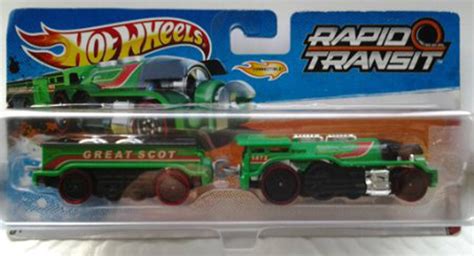 HOT WHEELS
RAPID
TRANSIT
GREAT SCOT